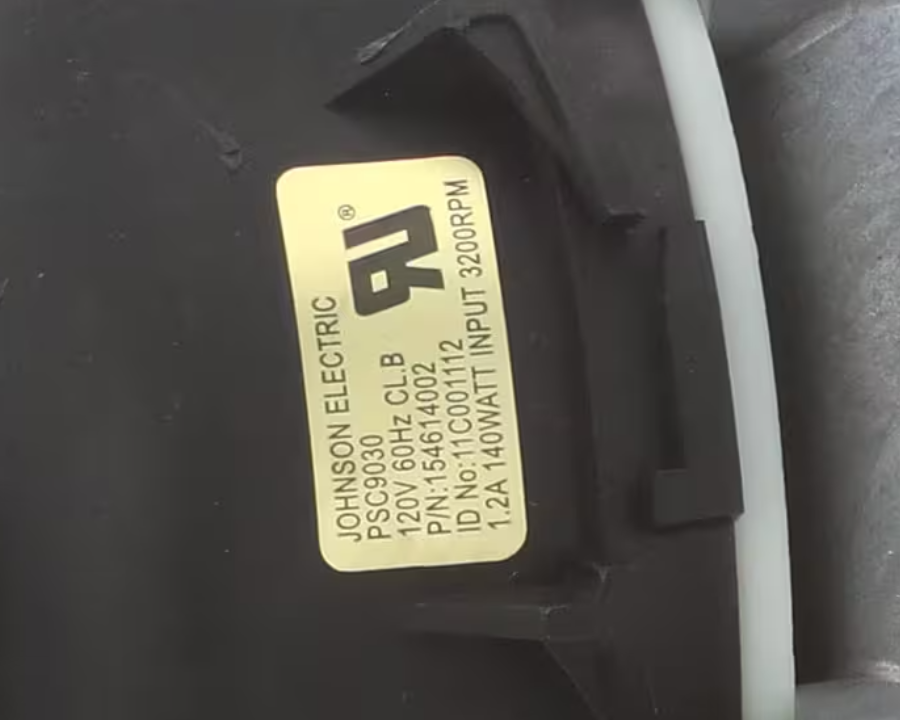 JOHNSON ELECTRIC ®
PSC9030
120V 60Hz CL.B
P/N:154614002
ID No:11C001112
1.2A 140WATT INPUT 3200RPM